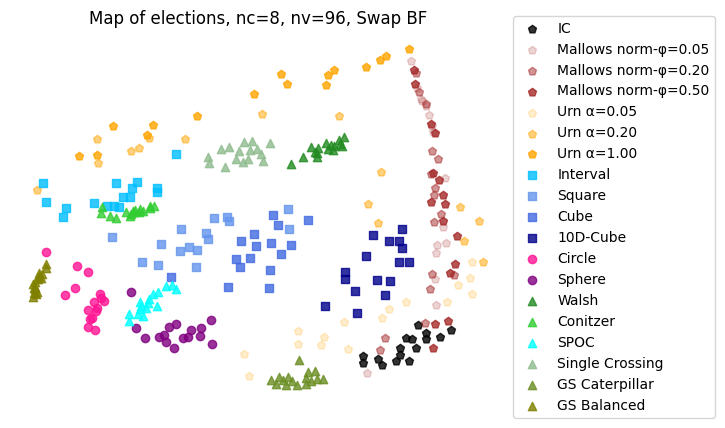 Map of elections, nc=8, nv=96, Swap BF
IC
Mallows norm-φ=0.05
Mallows norm-φ=0.20
Mallows norm-φ=0.50
Urn α=0.05
Urn α=0.20
Urn α=1.00
Interval
Square
Cube
10D-Cube
Circle
Sphere
Walsh
Conitzer
SPOC
Single Crossing
GS Caterpillar
GS Balanced